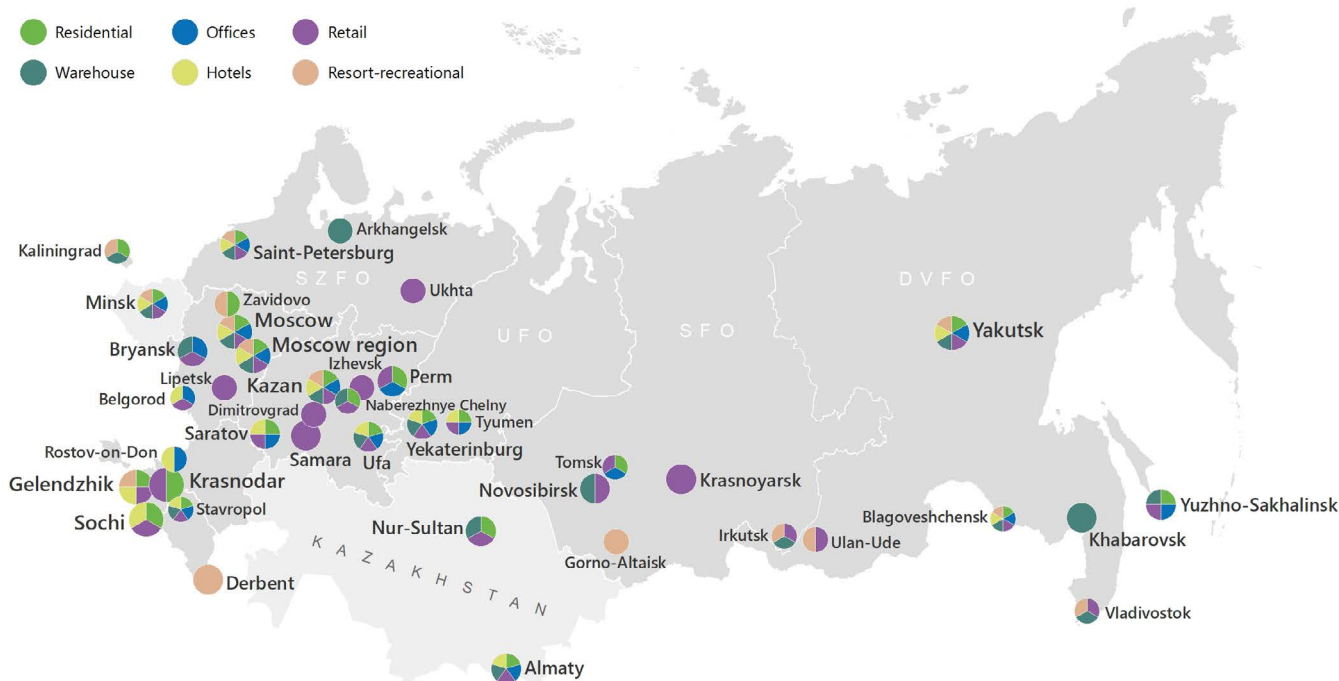 Residential
Offices
Retail
Warehouse
Hotels
Resort-recreational
Arkhangelsk
Kaliningrad
Saint-Petersburg
SZFO
DVFO
Ukhta
Minsk
Zavidovo
Moscow
UFO
SFO
Yakutsk
Bryansk
Moscow region
Izhevsk
Lipetsk
Kazan
Perm
Belgorod
Naberezhnye Chelny
Dimitrovgrad
Tyumen
Saratov
Yekaterinburg
Samara
Ufa
Rostov-on-Don
Tomsk
Gelendzhik
Krasnodar
Novosibirsk
Krasnoyarsk
Stavropol
Yuzhno-Sakhalinsk
Sochi
Nur-Sultan
Blagoveshchensk
Irkutsk
Ulan-Ude
Khabarovsk
KAZAKHSTAN
Gorno-Altaisk
Derbent
Vladivostok
Almaty